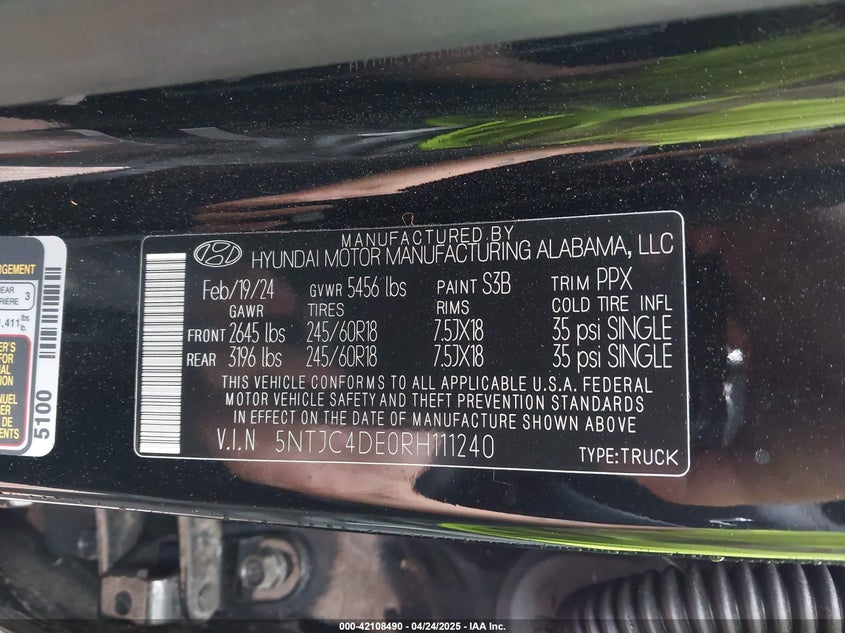 MANUFACTURED BY
HYUNDAI MOTOR MANUFACTURING ALABAMA, LLC
Feb/19/24 GVWR 5456 lbs PAINT S3B TRIM PPX
GAWR TIRES RIMS COLD TIRE INFL
FRONT 2645 lbs 245/60R18 7.5JX18 35 psi SINGLE
REAR 3196 lbs 245/60R18 7.5JX18 35 psi SINGLE
THIS VEHICLE CONFORMS TO ALL APPLICABLE U.S.A. FEDERAL
MOTOR VEHICLE SAFETY AND THEFT PREVENTION STANDARDS
IN EFFECT ON THE DATE OF MANUFACTURE SHOWN ABOVE
V.I.N 5NTJC4DE0RH111240
TYPE:TRUCK
3
5100
000-42108490 - 04/24/2025 - IAA Inc.